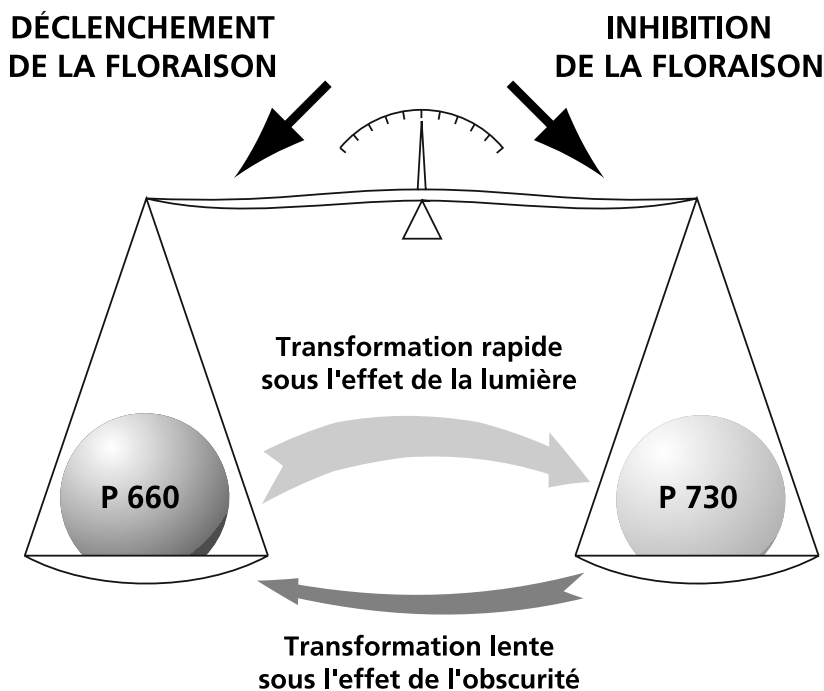 DÉCLENCHEMENT
DE LA FLORAISON
INHIBITION
DE LA FLORAISON
Transformation rapide
sous l'effet de la lumière
P 660
P 730
Transformation lente
sous l'effet de l'obscurité